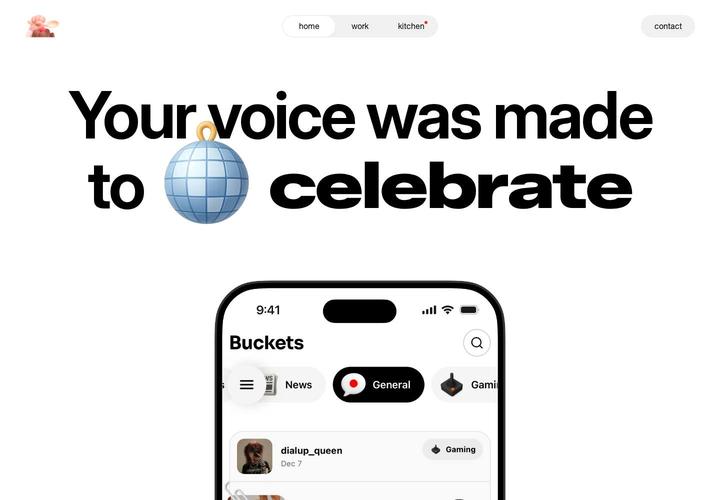 home
work
kitchen
contact
Your voice was made
to celebrate
9:41
Buckets
News
General
dialup_queen
Dec 7
Gaming